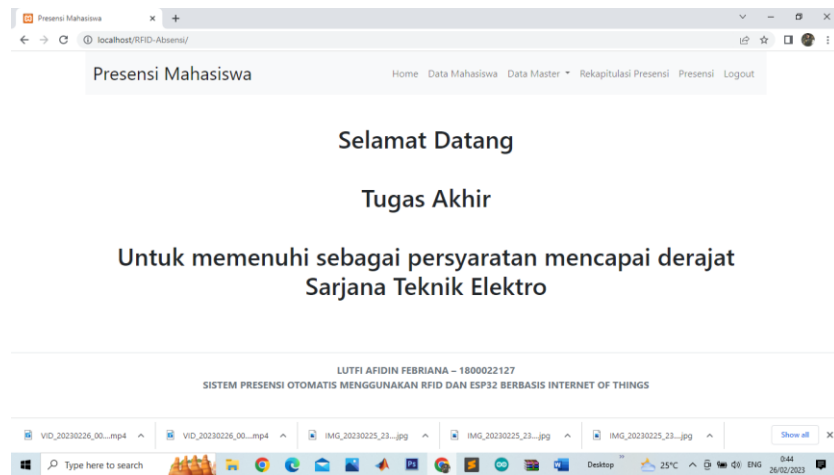 Presensi Mahasiswa
localhost/RFID-Absensi/
Presensi Mahasiswa
Home Data Mahasiswa Data Master Rekapitulasi Presensi Presensi Logout
Selamat Datang
Tugas Akhir
Untuk memenuhi sebagai persyaratan mencapai derajat
Sarjana Teknik Elektro
LUTFI AFIDIN FEBRIANA – 1800022127
SISTEM PRESENSI OTOMATIS MENGGUNAKAN RFID DAN ESP32 BERBASIS INTERNET OF THINGS
VID_20230226_00....mp4 VID_20230226_00....mp4 IMG_20230225_23....jpg IMG_20230225_23....jpg IMG_20230225_23....jpg Show all
Type here to search Ps Desktop 25°C ENG 0:44
26/02/2023